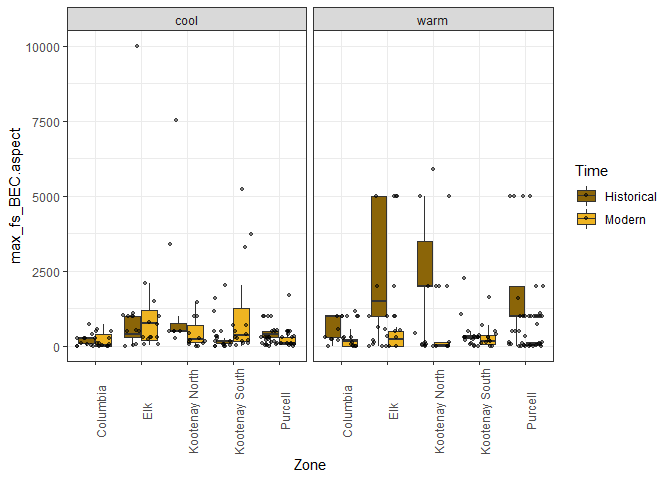 cool
warm
10000
7500
5000
2500
0
max_fs_BEC.aspect
Columbia
Elk
Kootenay North
Kootenay South
Purcell
Columbia
Elk
Kootenay North
Kootenay South
Purcell
Zone
Time
Historical
Modern